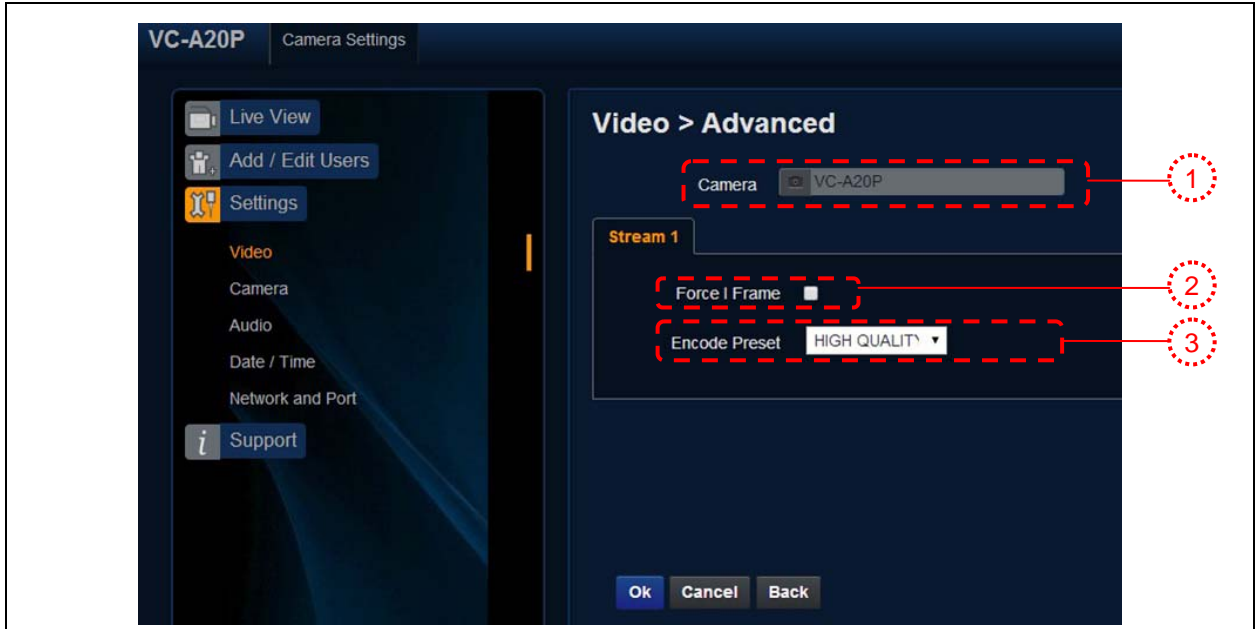 VC-A20P Camera Settings
Live View
Add / Edit Users
Settings
Video
Camera
Audio
Date / Time
Network and Port
Support
Video > Advanced
Camera VC-A20P
Stream 1
Force I Frame
Encode Preset HIGH QUALITY
Ok Cancel Back
1
2
3